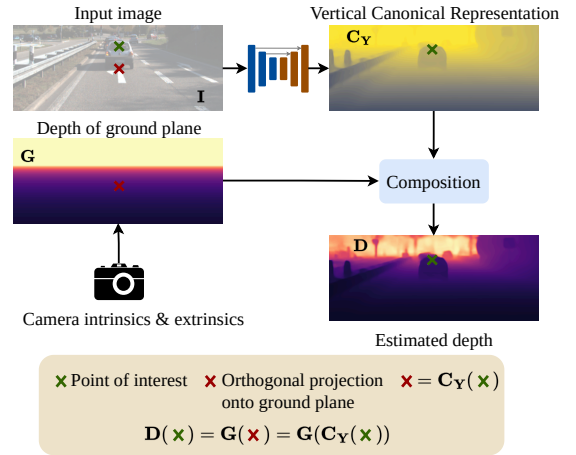 Input image
Vertical Canonical Representation
I
C_Y
Depth of ground plane
G
Composition
D
Camera intrinsics & extrinsics
Estimated depth
× Point of interest
× Orthogonal projection
onto ground plane
× = C_Y(×)
D(×) = G(×) = G(C_Y(×))